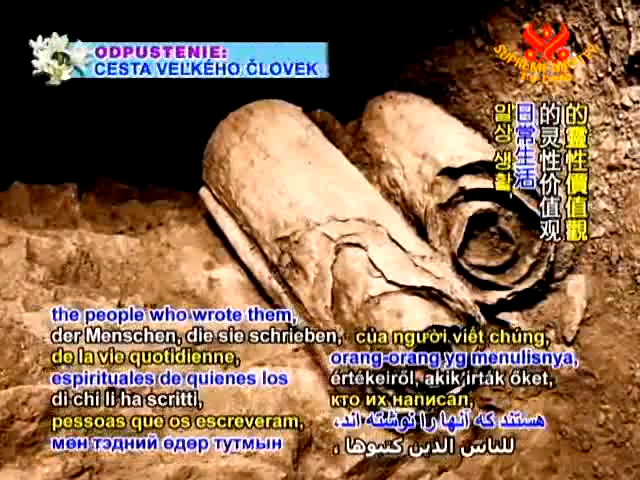 ODPUSTENIE:
CESTA VEĽKÉHO ČLOVEK
的靈性價值觀
的灵性价值观
日常生活
일상 생활
the people who wrote them,
der Menschen, die sie schrieben,
de la vie quotidienne,
espirituales de quienes los
di chi li ha scritti,
pessoas que os escreveram,
мөн тэдний өдөр тутмын
của người viết chúng,
orang-orang yg menulisnya,
értékeiről, akik írták őket,
кто их написал,
هستند که آنها را نوشته اند،
للناس الذين كتبوها ،